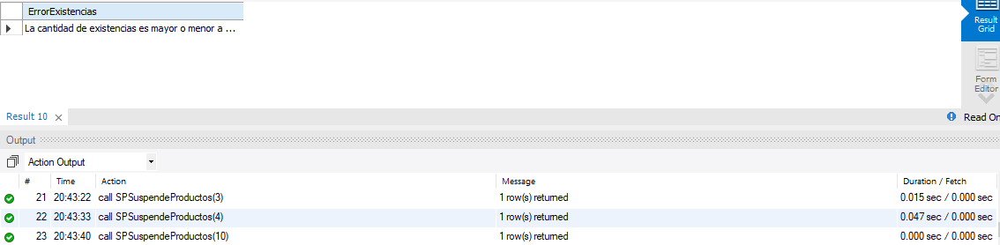 ErrorExistencias
La cantidad de existencias es mayor o menor a ...
Result
Grid
Form
Editor
Result 10
Read On
Output
Action Output
# Time Action Message Duration / Fetch
21 20:43:22 call SPSuspendeProductos(3) 1 row(s) returned 0.015 sec / 0.000 sec
22 20:43:33 call SPSuspendeProductos(4) 1 row(s) returned 0.047 sec / 0.000 sec
23 20:43:40 call SPSuspendeProductos(10) 1 row(s) returned 0.000 sec / 0.000 sec